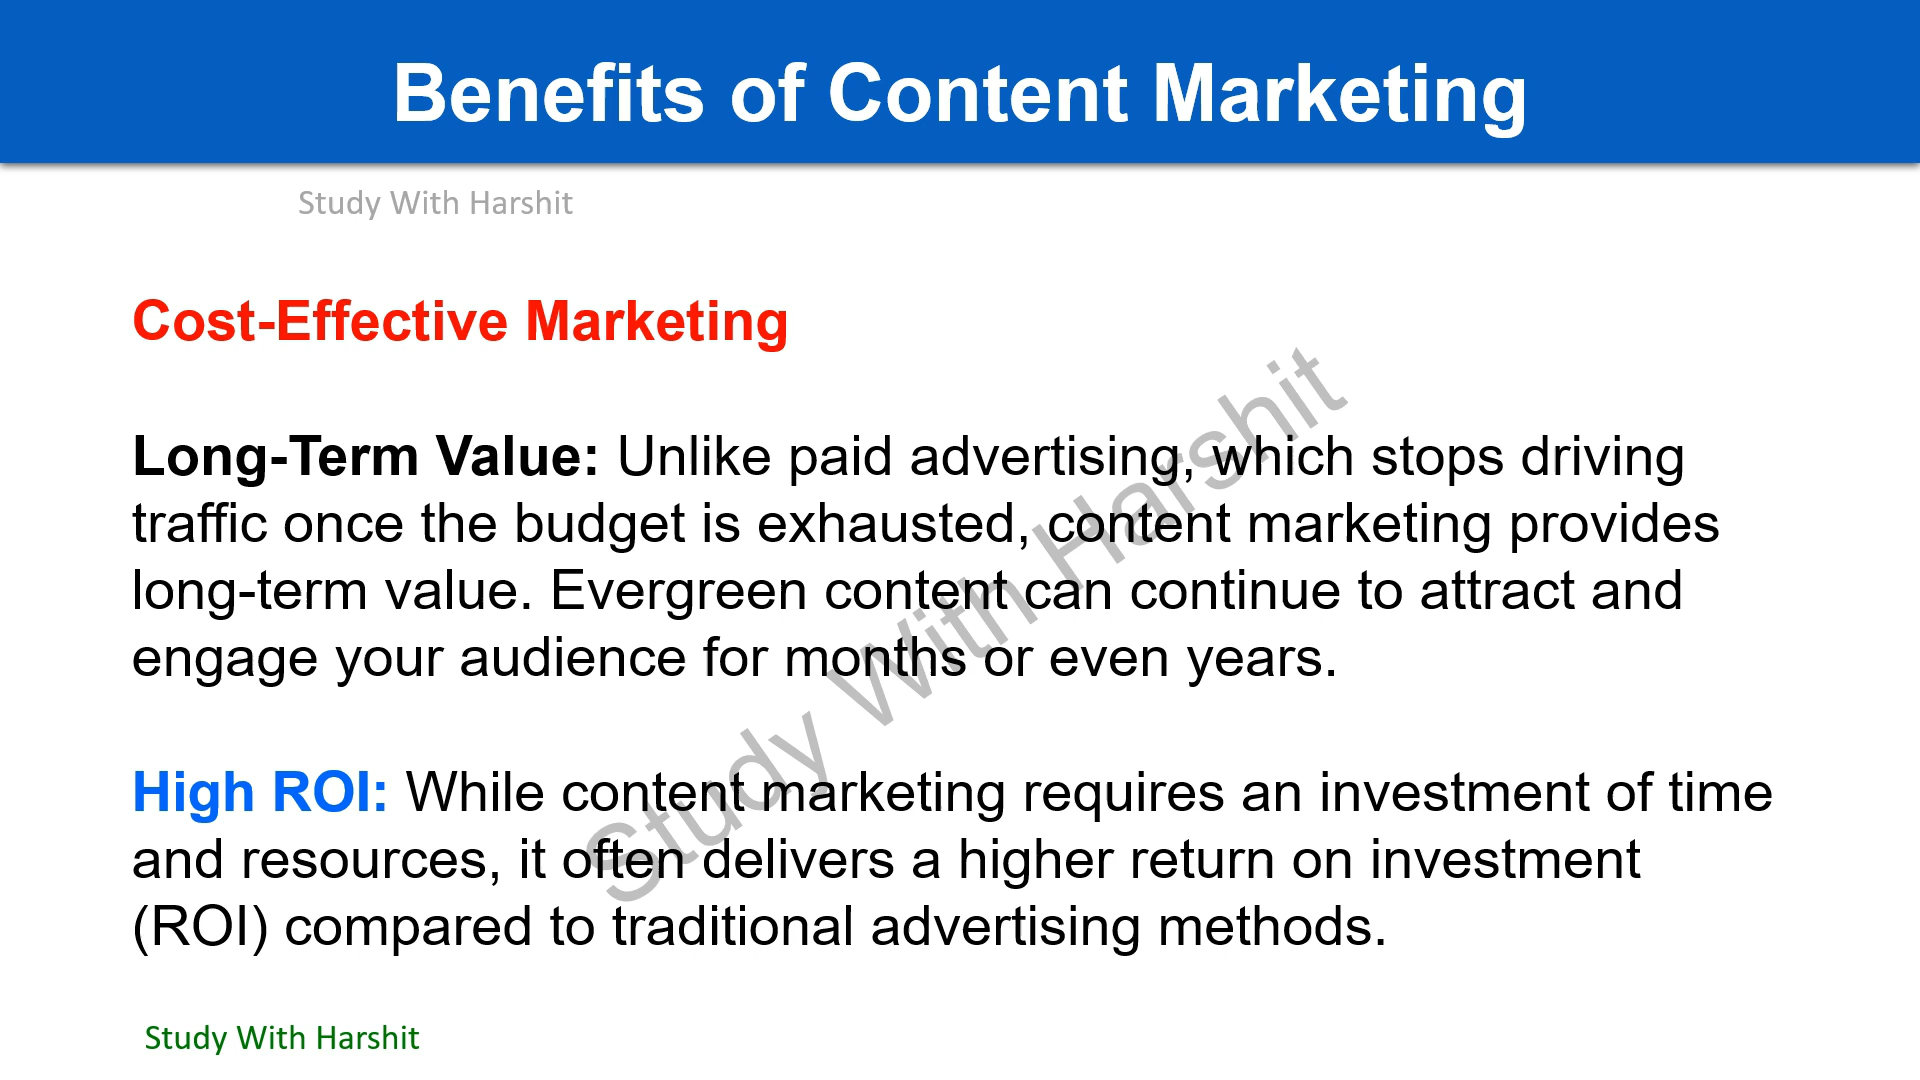 Benefits of Content Marketing
Study With Harshit
Cost-Effective Marketing
Long-Term Value: Unlike paid advertising, which stops driving
traffic once the budget is exhausted, content marketing provides
long-term value. Evergreen content can continue to attract and
engage your audience for months or even years.
High ROI: While content marketing requires an investment of time
and resources, it often delivers a higher return on investment
(ROI) compared to traditional advertising methods.
Study With Harshit
Study With Harshit